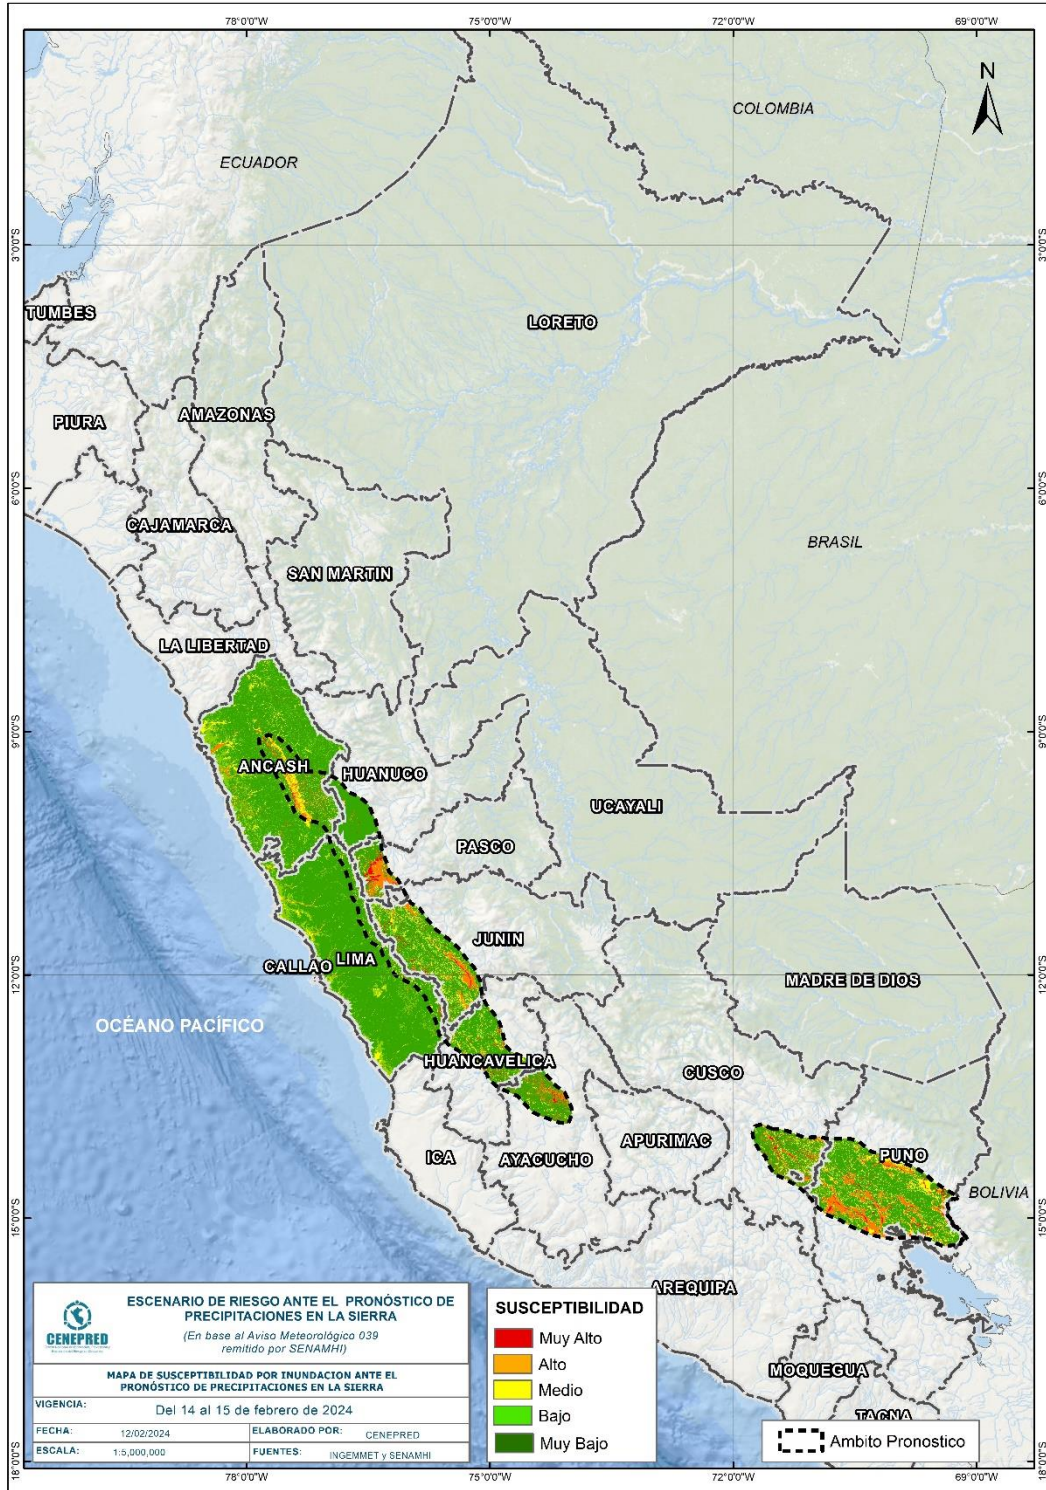 78°0'0"W 75°0'0"W 72°0'0"W 69°0'0"W
N
COLOMBIA
ECUADOR
3°0'0"S 3°0'0"S
TUMBES
LORETO
PIURA
AMAZONAS
6°0'0"S 6°0'0"S
CAJAMARCA
BRASIL
SAN MARTIN
LA LIBERTAD
9°0'0"S 9°0'0"S
ANCASH
HUANUCO
UCAYALI
PASCO
JUNIN
CALLAO
LIMA
12°0'0"S 12°0'0"S
MADRE DE DIOS
OCÉANO PACÍFICO
HUANCAVELICA
CUSCO
APURIMAC
ICA
AYACUCHO
PUNO
BOLIVIA
15°0'0"S 15°0'0"S
AREQUIPA
MOQUEGUA
TACNA
18°0'0"S 18°0'0"S
CENEPRED
ESCENARIO DE RIESGO ANTE EL PRONÓSTICO DE
PRECIPITACIONES EN LA SIERRA
(En base al Aviso Meteorológico 039
remitido por SENAMHI)
MAPA DE SUSCEPTIBILIDAD POR INUNDACION ANTE EL
PRONÓSTICO DE PRECIPITACIONES EN LA SIERRA
VIGENCIA: Del 14 al 15 de febrero de 2024
FECHA: 12/02/2024 ELABORADO POR: CENEPRED
ESCALA: 1:5,000,000 FUENTES: INGEMMET y SENAMHI
SUSCEPTIBILIDAD
Muy Alto
Alto
Medio
Bajo
Muy Bajo
Ambito Pronostico
78°0'0"W 75°0'0"W 72°0'0"W 69°0'0"W